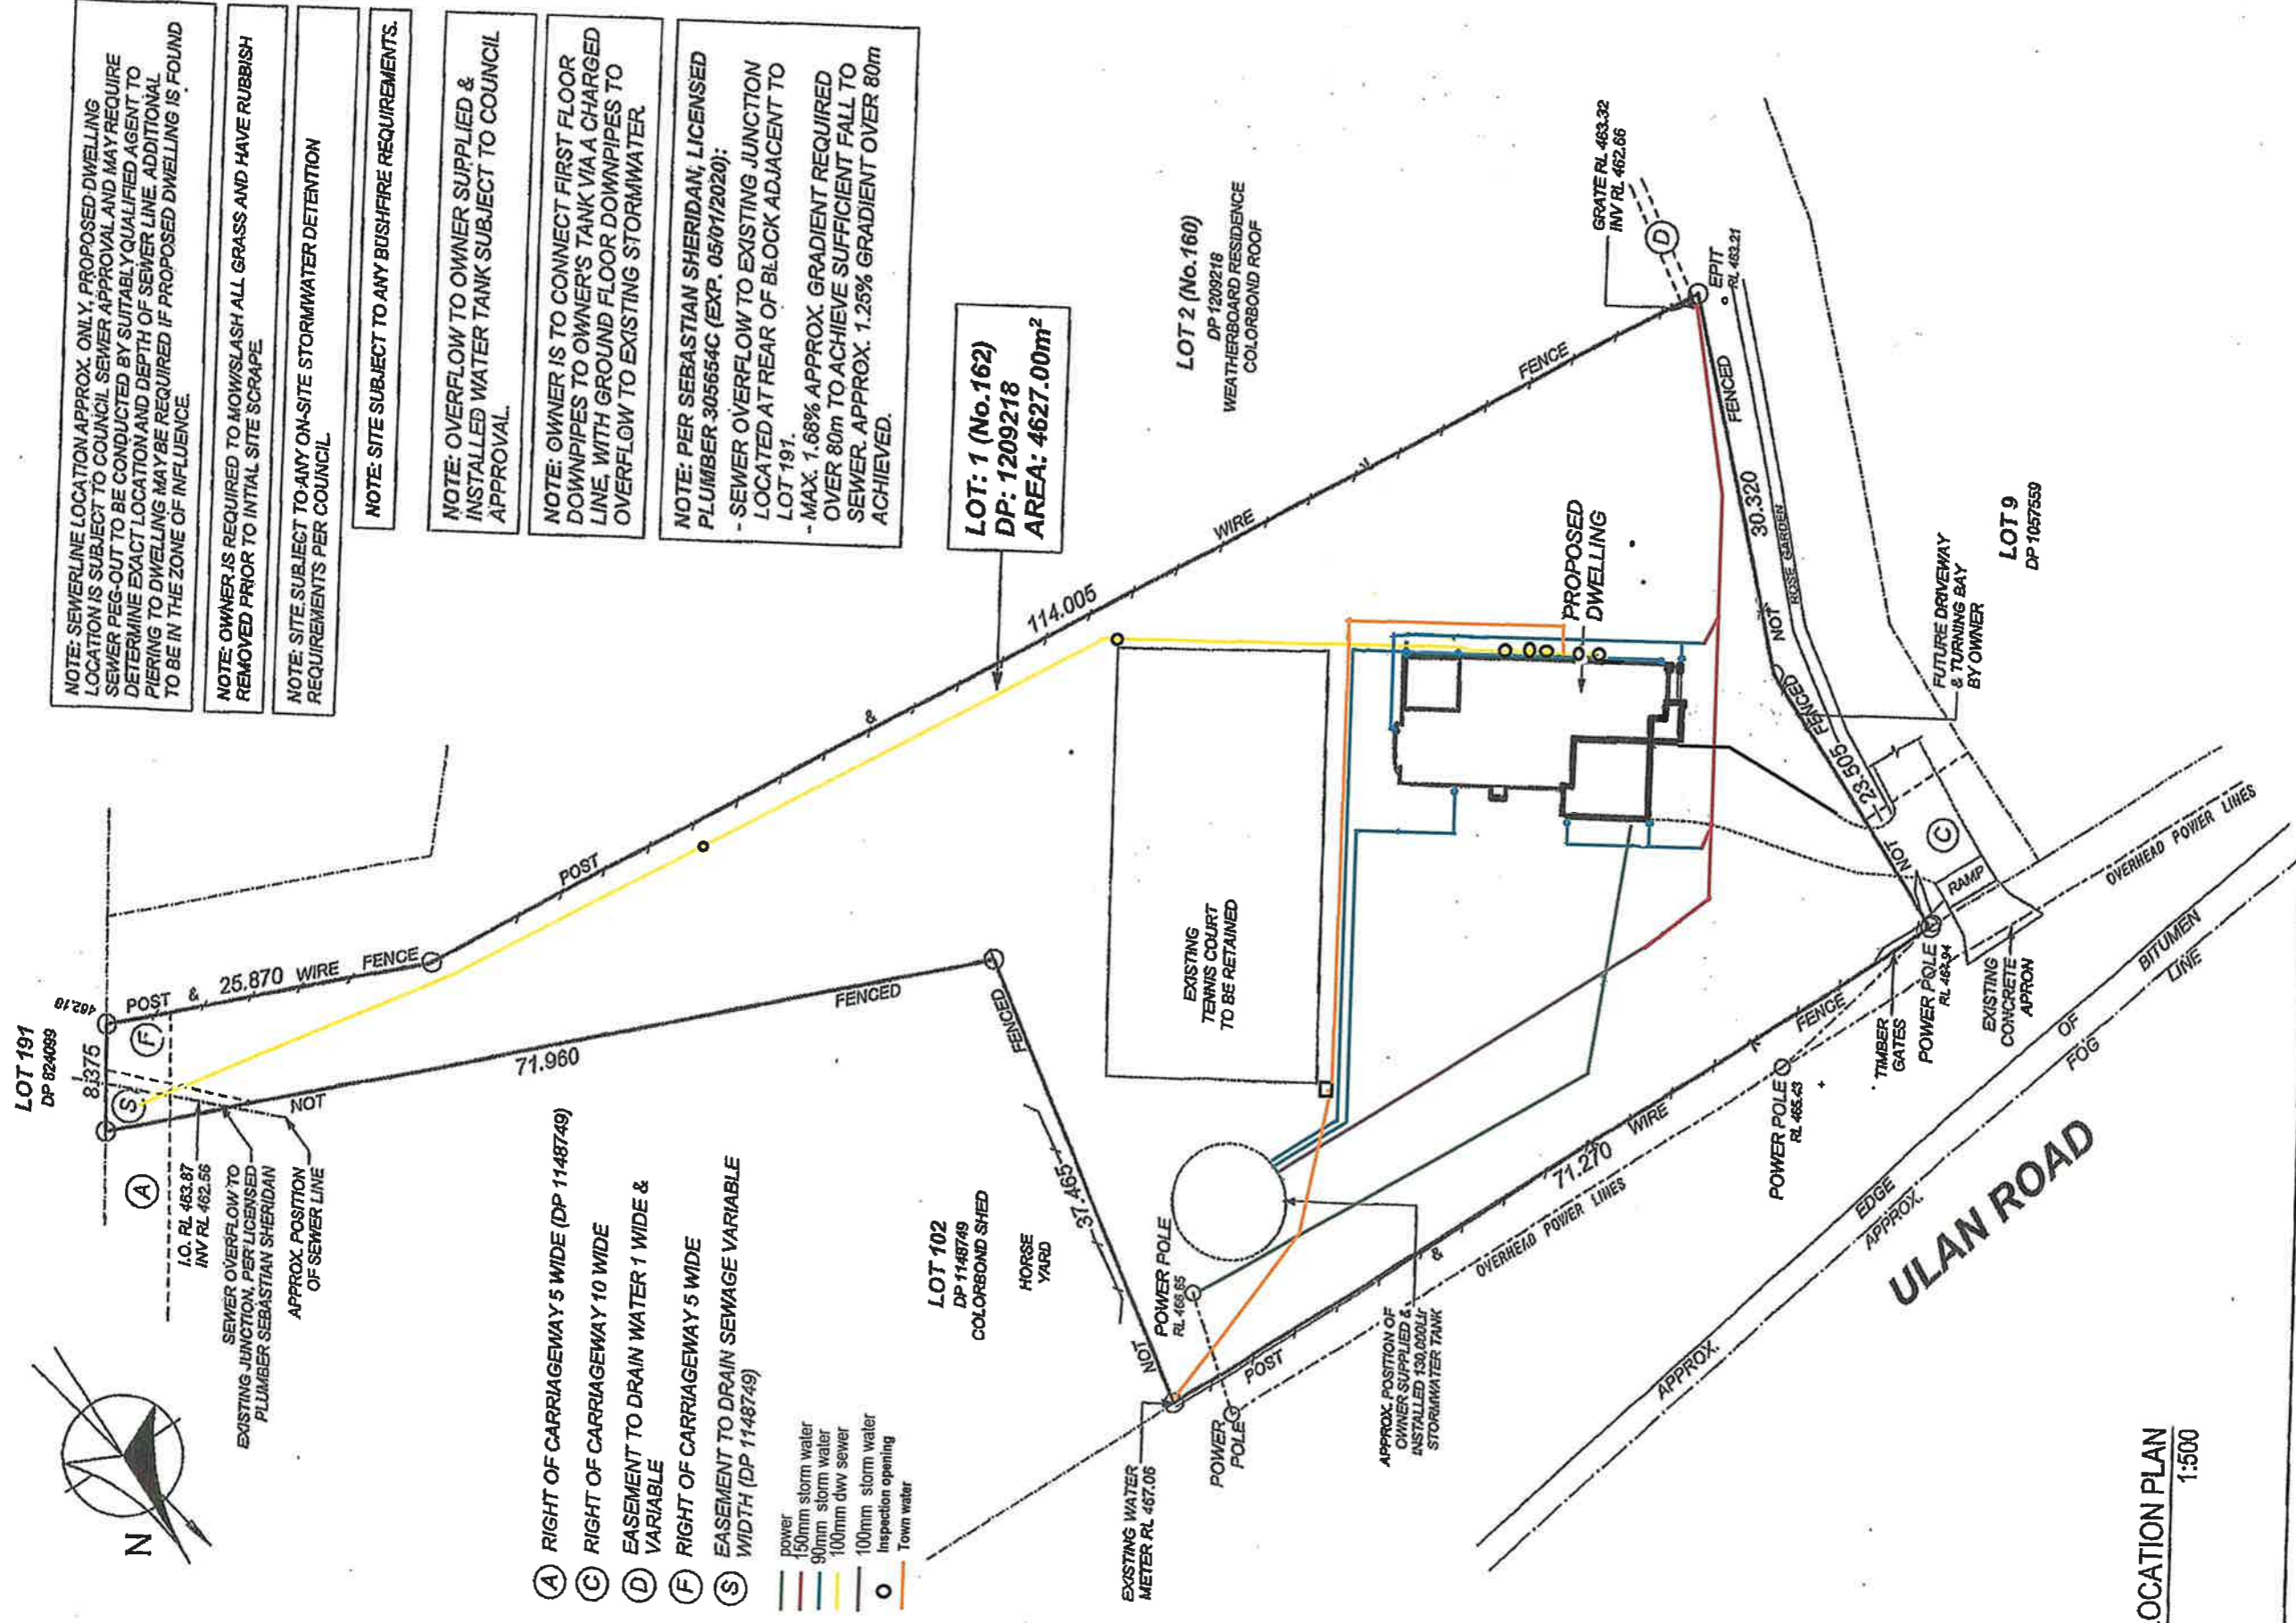 NOTE: SEWERLINE LOCATION APPROX. ONLY. PROPOSED DWELLING
LOCATION IS SUBJECT TO COUNCIL SEWER APPROVAL AND MAY REQUIRE
SEWER PEG-OUT TO BE CONDUCTED BY SUITABLY QUALIFIED AGENT TO
DETERMINE EXACT LOCATION AND DEPTH OF SEWER LINE. ADDITIONAL
PIERING TO DWELLING MAY BE REQUIRED IF PROPOSED DWELLING IS FOUND
TO BE IN THE ZONE OF INFLUENCE.
NOTE: OWNER IS REQUIRED TO MOW/SLASH ALL GRASS AND HAVE RUBBISH
REMOVED PRIOR TO INTIAL SITE SCRAPE.
NOTE: SITE SUBJECT TO ANY ON-SITE STORMWATER DETENTION
REQUIREMENTS PER COUNCIL.
NOTE: SITE SUBJECT TO ANY BUSHFIRE REQUIREMENTS.
NOTE: OVERFLOW TO OWNER SUPPLIED &
INSTALLED WATER TANK SUBJECT TO COUNCIL
APPROVAL.
NOTE: OWNER IS TO CONNECT FIRST FLOOR
DOWNPIPES TO OWNER'S TANK VIA A CHARGED
LINE, WITH GROUND FLOOR DOWNPIPES TO
OVERFLOW TO EXISTING STORMWATER.
NOTE: PER SEBASTIAN SHERIDAN, LICENSED
PLUMBER 305654C (EXP. 05/01/2020):
- SEWER OVERFLOW TO EXISTING JUNCTION
LOCATED AT REAR OF BLOCK ADJACENT TO
LOT 191.
- MAX. 1.68% APPROX. GRADIENT REQUIRED
OVER 80m TO ACHIEVE SUFFICIENT FALL TO
SEWER. APPROX. 1.25% GRADIENT OVER 80m
ACHIEVED.
LOT: 1 (No.162)
DP: 1209218
AREA: 4627.00m²
LOT 2 (No.160)
DP 1209218
WEATHERBOARD RESIDENCE
COLORBOND ROOF
GRATE RL 463.32
INV RL 462.66
D
EPIT
RL 463.21
LOT 191
DP 824099
462.18
8.375
F
S
A
POST & 25.870 WIRE FENCE
NOT
71.960
FENCED
I.O. RL 463.87
INV RL 462.56
SEWER OVERFLOW TO
EXISTING JUNCTION, PER LICENSED
PLUMBER SEBASTIAN SHERIDAN
APPROX. POSITION
OF SEWER LINE
N
POST
&
114.005
WIRE
FENCE
FENCED
30.320
NOT
ROSE GARDEN
FENCED
23.505
NOT
PROPOSED
DWELLING
FUTURE DRIVEWAY
& TURNING BAY
BY OWNER
LOT 9
DP 1057559
C
RAMP
OVERHEAD POWER LINES
EXISTING
TENNIS COURT
TO BE RETAINED
FENCED
37.465
NOT
LOT 102
DP 1148749
COLORBOND SHED
HORSE
YARD
POWER POLE
RL 466.65
POWER
POLE
EXISTING WATER
METER RL 467.06
POST
&
71.270
WIRE
FENCE
OVERHEAD POWER LINES
APPROX. POSITION OF
OWNER SUPPLIED &
INSTALLED 130,000Ltr
STORMWATER TANK
POWER POLE
RL 465.43
TIMBER
GATES
POWER POLE
RL 463.94
EXISTING
CONCRETE
APRON
APPROX. EDGE OF BITUMEN
APPROX. FOG LINE
ULAN ROAD
A RIGHT OF CARRIAGEWAY 5 WIDE (DP 1148749)
C RIGHT OF CARRIAGEWAY 10 WIDE
D EASEMENT TO DRAIN WATER 1 WIDE &
VARIABLE
F RIGHT OF CARRIAGEWAY 5 WIDE
S EASEMENT TO DRAIN SEWAGE VARIABLE
WIDTH (DP 1148749)
power
150mm storm water
90mm storm water
100mm dwv sewer
100mm storm water
Inspection opening
Town water
OCATION PLAN
1:500